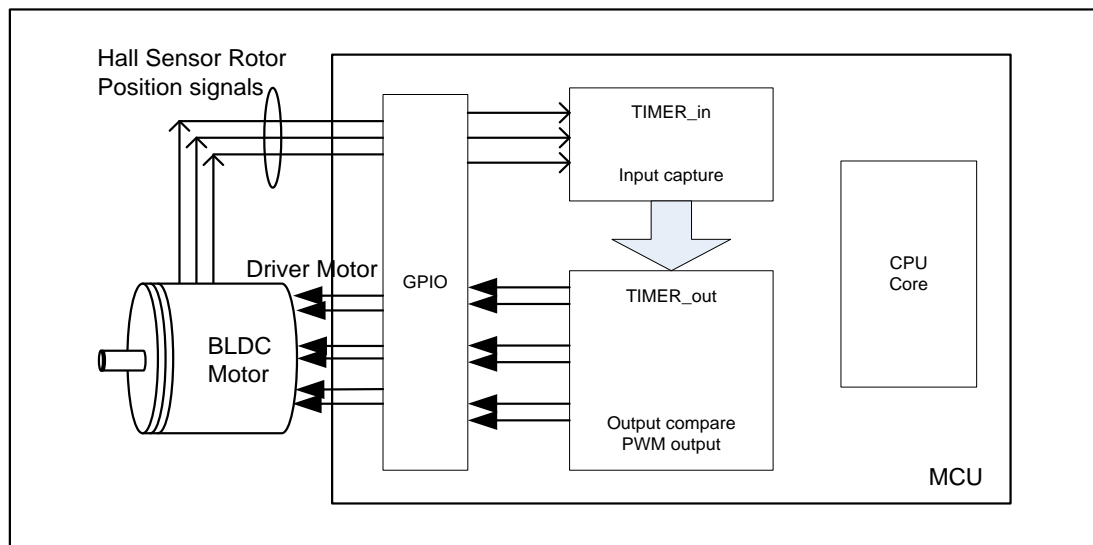 Hall Sensor Rotor
Position signals
TIMER_in
Input capture
Driver Motor
GPIO
CPU
Core
TIMER_out
BLDC
Motor
Output compare
PWM output
MCU